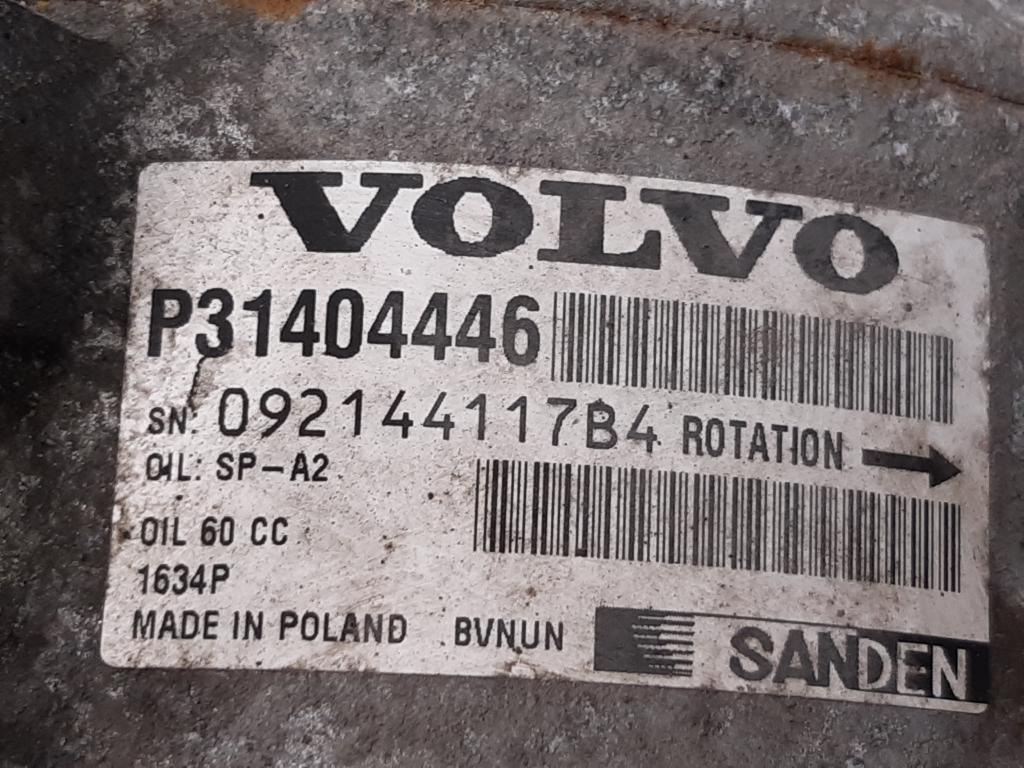 VOLVO
P31404446
SN: 092144117B4 ROTATION
OIL: SP-A2
OIL 60 CC
1634P
MADE IN POLAND BVNUN
SANDEN